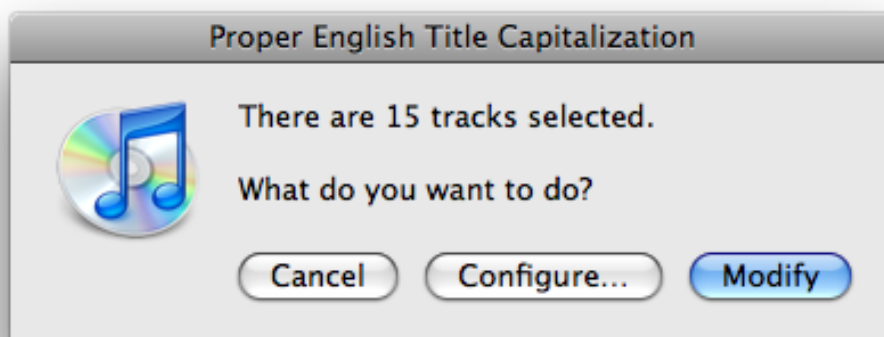 Proper English Title Capitalization
There are 15 tracks selected.
What do you want to do?
Cancel
Configure...
Modify